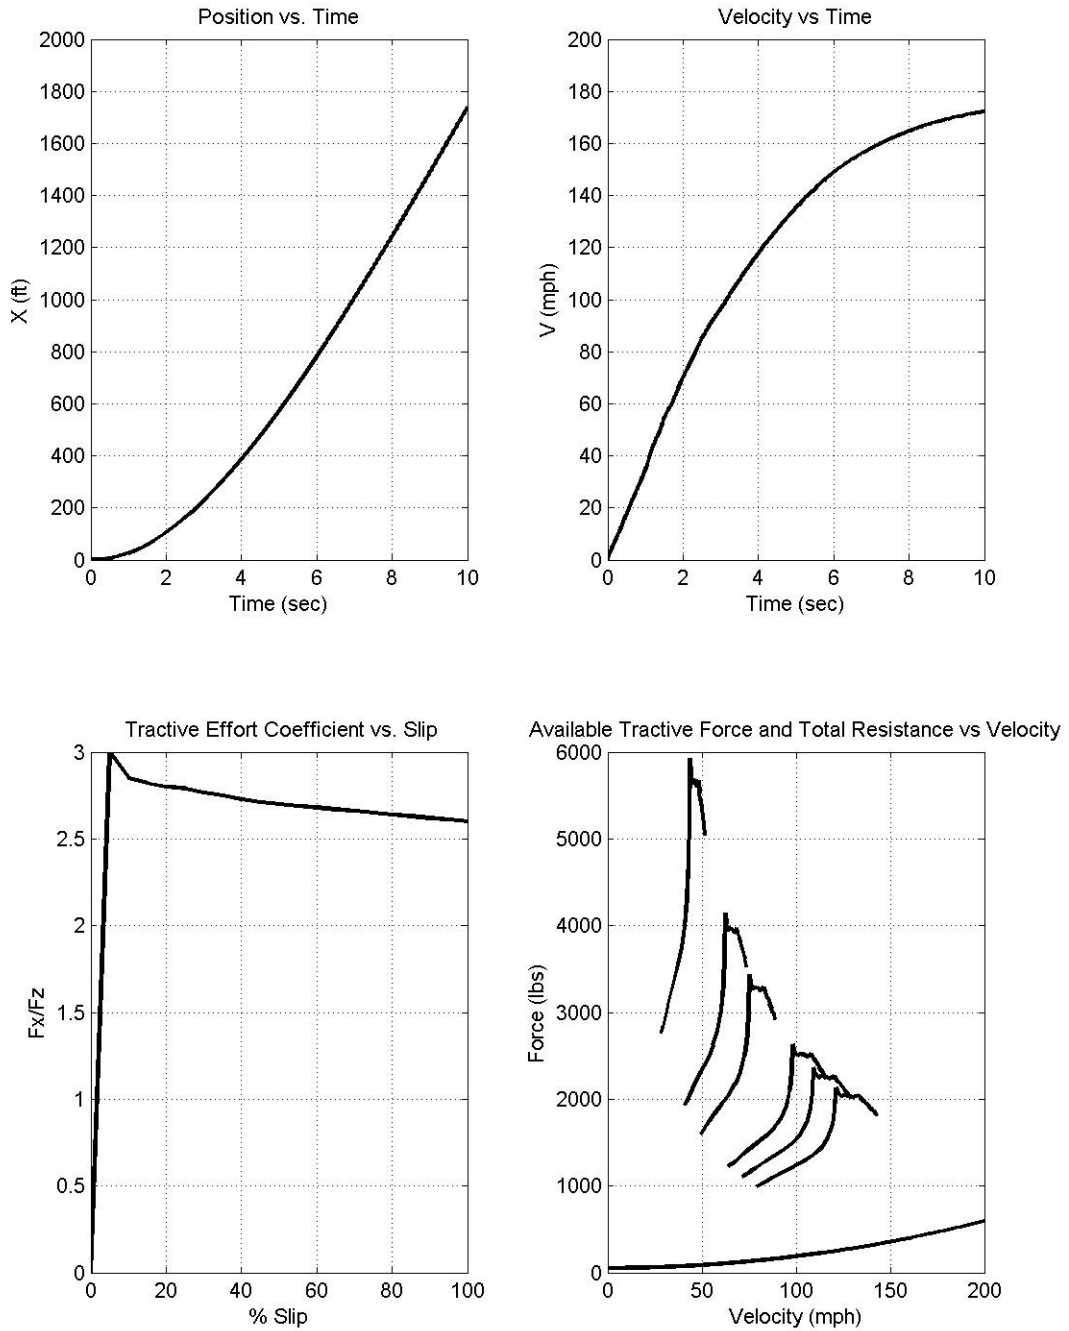 Position vs. Time
2000
1800
1600
1400
1200
1000
800
600
400
200
0
X (ft)
0 2 4 6 8 10
Time (sec)
Velocity vs Time
200
180
160
140
120
100
80
60
40
20
0
V (mph)
0 2 4 6 8 10
Time (sec)
Tractive Effort Coefficient vs. Slip
3
2.5
2
1.5
1
0.5
0
Fx/Fz
0 20 40 60 80 100
% Slip
Available Tractive Force and Total Resistance vs Velocity
6000
5000
4000
3000
2000
1000
0
Force (lbs)
0 50 100 150 200
Velocity (mph)